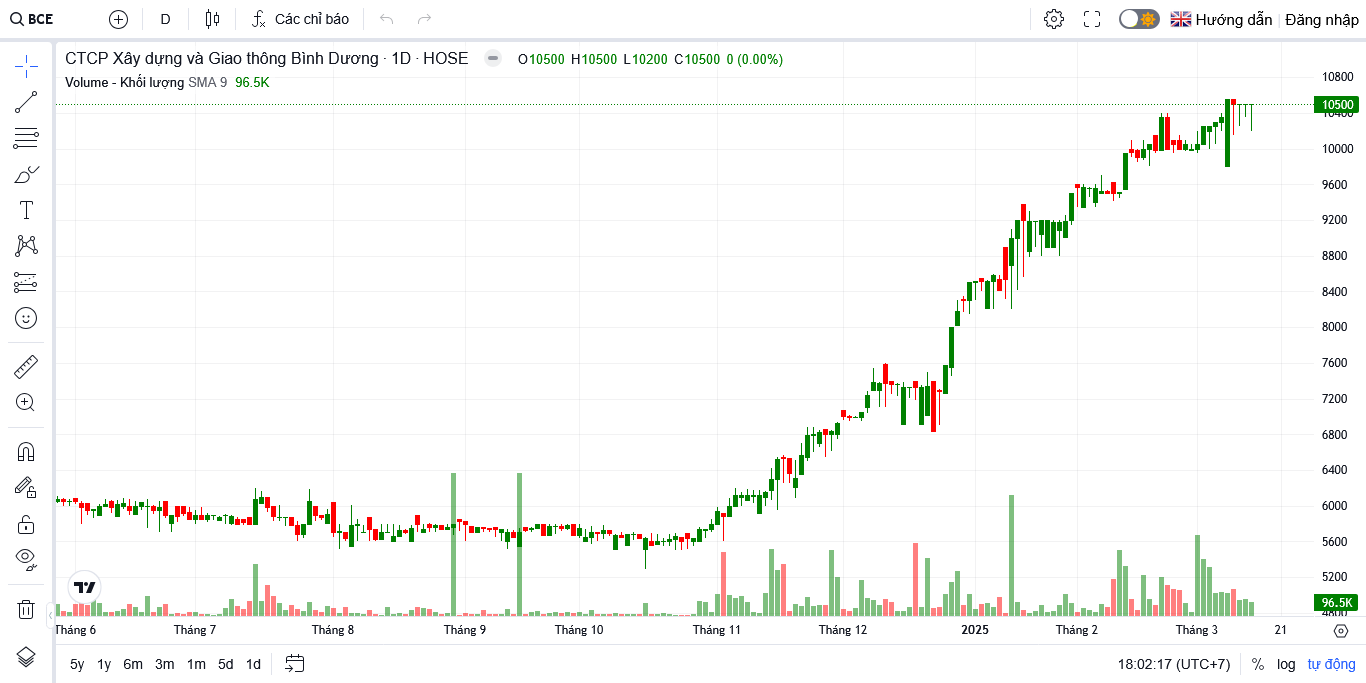 BCE D Các chỉ báo Hướng dẫn Đăng nhập
CTCP Xây dựng và Giao thông Bình Dương · 1D · HOSE O10500 H10500 L10200 C10500 0 (0.00%)
Volume - Khối lượng SMA 9 96.5K
10800
10500
10400
10000
9600
9200
8800
8400
8000
7600
7200
6800
6400
6000
5600
5200
96.5K
4800
Tháng 6 Tháng 7 Tháng 8 Tháng 9 Tháng 10 Tháng 11 Tháng 12 2025 Tháng 2 Tháng 3 21
5y 1y 6m 3m 1m 5d 1d 18:02:17 (UTC+7) % log tự động